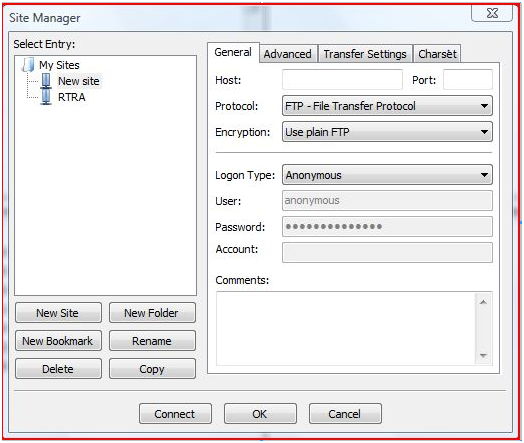 Site Manager
Select Entry:
My Sites
New site
RTRA
New Site
New Folder
New Bookmark
Rename
Delete
Copy
General
Advanced
Transfer Settings
Charset
Host:
Port:
Protocol:
FTP - File Transfer Protocol
Encryption:
Use plain FTP
Logon Type:
Anonymous
User:
anonymous
Password:
●●●●●●●●●●●●●●
Account:
Comments:
Connect
OK
Cancel